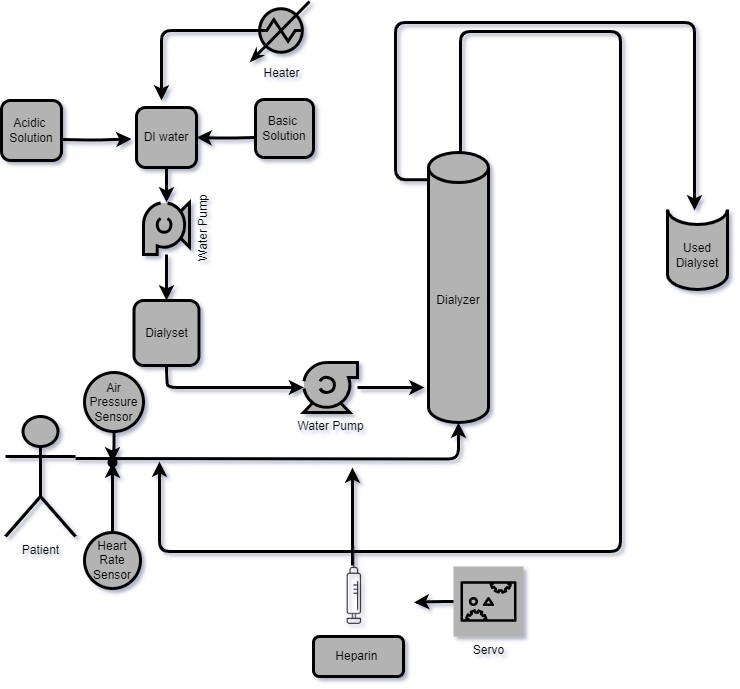 Heater
Acidic
Solution
DI water
Basic
Solution
Water Pump
Used
Dialyset
Dialyzer
Dialyset
Air
Pressure
Sensor
Water Pump
Patient
Heart
Rate
Sensor
Heparin
Servo